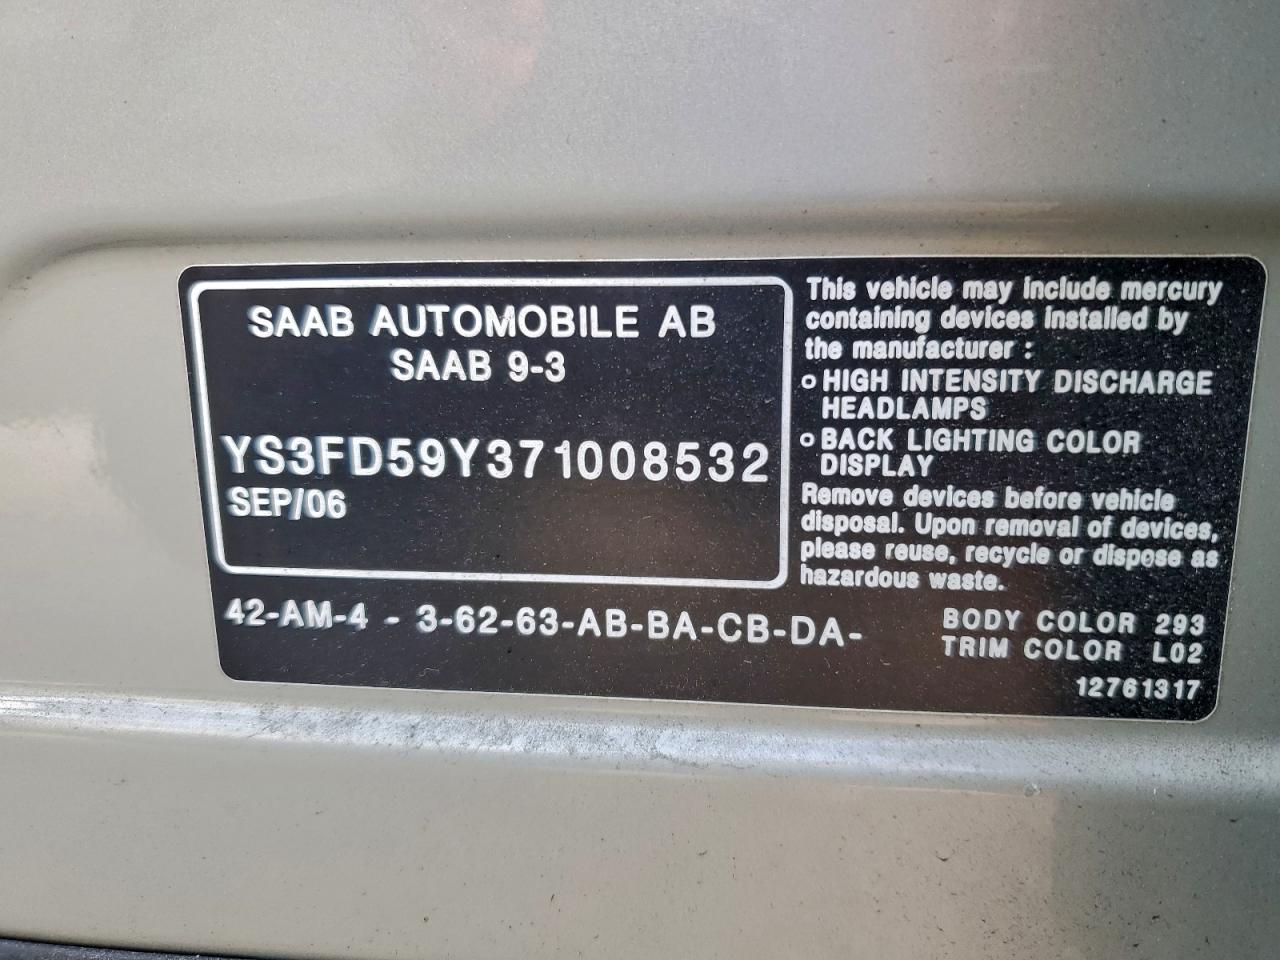 SAAB AUTOMOBILE AB
SAAB 9-3
YS3FD59Y371008532
SEP/06
42-AM-4 - 3-62-63-AB-BA-CB-DA-
This vehicle may include mercury
containing devices installed by
the manufacturer :
o HIGH INTENSITY DISCHARGE
HEADLAMPS
o BACK LIGHTING COLOR
DISPLAY
Remove devices before vehicle
disposal. Upon removal of devices,
please reuse, recycle or dispose as
hazardous waste.
BODY COLOR 293
TRIM COLOR L02
12761317